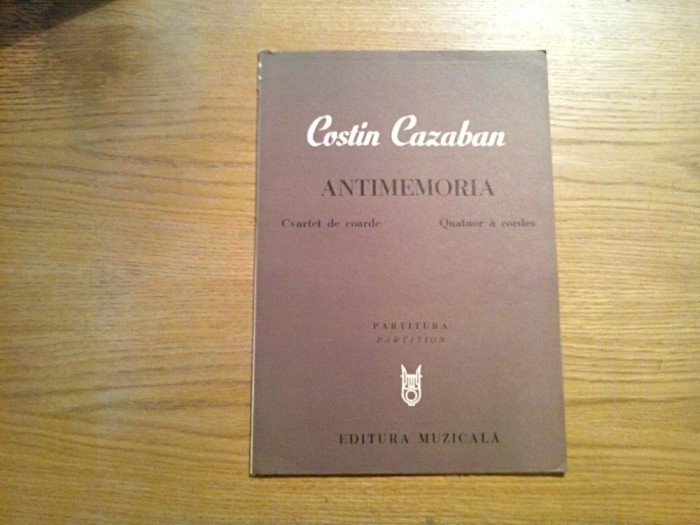 Costin Cazaban
ANTIMEMORIA
Cvartet de coarde Quatuor à cordes
PARTITURA
PARTITION
EDITURA MUZICALĂ